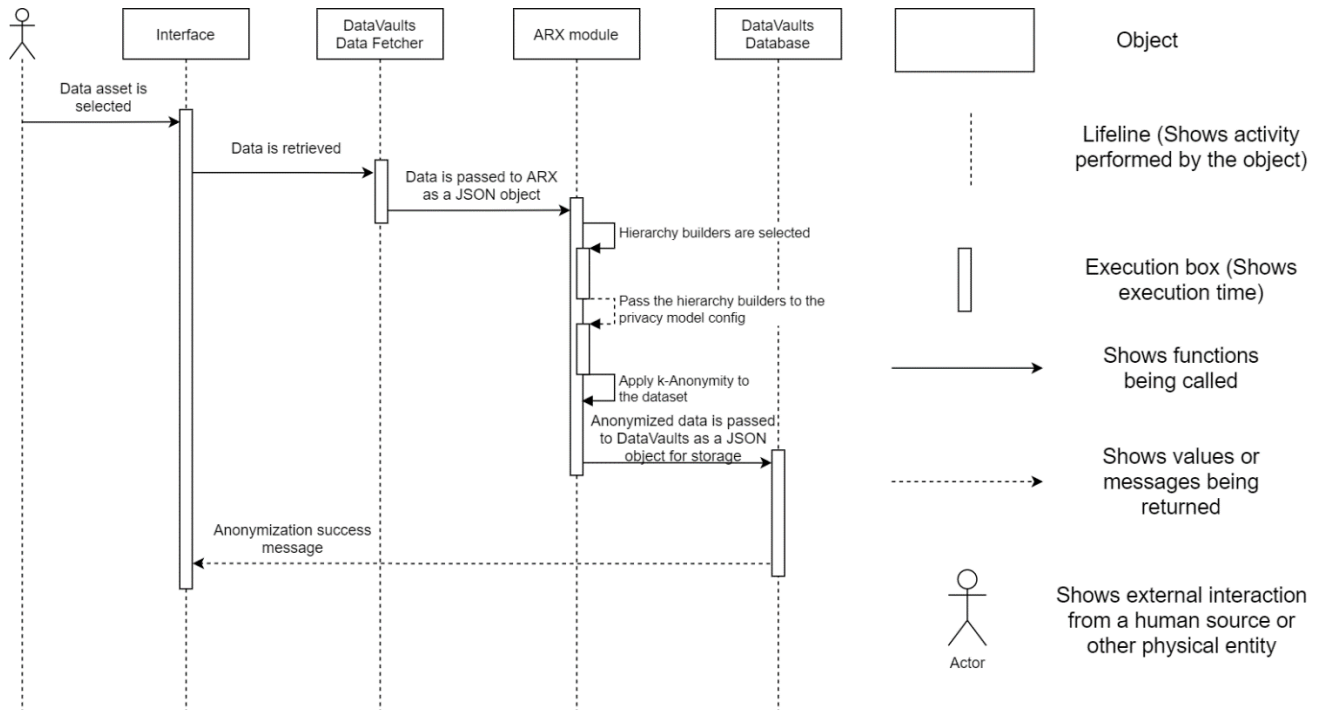 Interface
DataVaults
Data Fetcher
ARX module
DataVaults
Database
Data asset is
selected
Data is retrieved
Data is passed to ARX
as a JSON object
Hierarchy builders are selected
Pass the hierarchy builders to the
privacy model config
Apply k-Anonymity to
the dataset
Anonymized data is passed
to DataVaults as a JSON
object for storage
Anonymization success
message
Object
Lifeline (Shows activity
performed by the object)
Execution box (Shows
execution time)
Shows functions
being called
Shows values or
messages being
returned
Actor
Shows external interaction
from a human source or
other physical entity